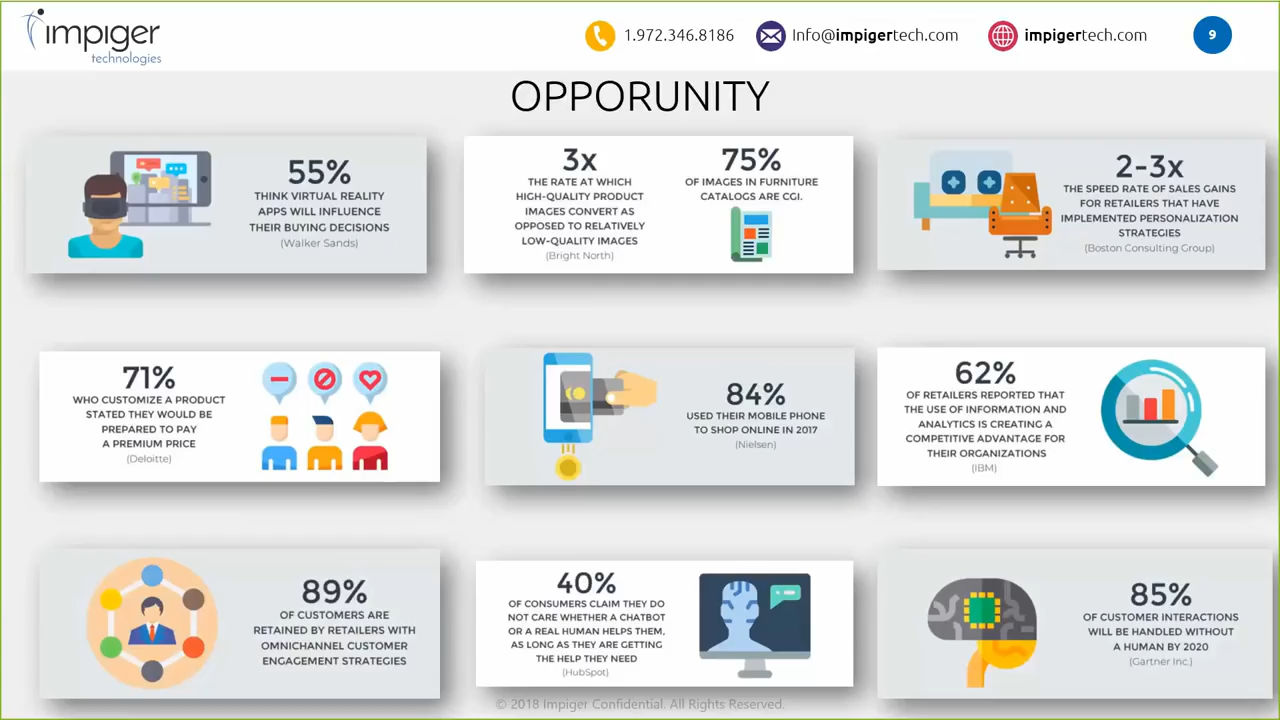 impiger
technologies
1.972.346.8186
Info@impigertech.com
impigertech.com
9
OPPORUNITY
55%
THINK VIRTUAL REALITY
APPS WILL INFLUENCE
THEIR BUYING DECISIONS
(Walker Sands)
3x
THE RATE AT WHICH
HIGH-QUALITY PRODUCT
IMAGES CONVERT AS
OPPOSED TO RELATIVELY
LOW-QUALITY IMAGES
(Bright North)
75%
OF IMAGES IN FURNITURE
CATALOGS ARE CGI.
2-3x
THE SPEED RATE OF SALES GAINS
FOR RETAILERS THAT HAVE
IMPLEMENTED PERSONALIZATION
STRATEGIES
(Boston Consulting Group)
71%
WHO CUSTOMIZE A PRODUCT
STATED THEY WOULD BE
PREPARED TO PAY
A PREMIUM PRICE
(Deloitte)
84%
USED THEIR MOBILE PHONE
TO SHOP ONLINE IN 2017
(Nielsen)
62%
OF RETAILERS REPORTED THAT
THE USE OF INFORMATION AND
ANALYTICS IS CREATING A
COMPETITIVE ADVANTAGE FOR
THEIR ORGANIZATIONS
(IBM)
89%
OF CUSTOMERS ARE
RETAINED BY RETAILERS WITH
OMNICHANNEL CUSTOMER
ENGAGEMENT STRATEGIES
40%
OF CONSUMERS CLAIM THEY DO
NOT CARE WHETHER A CHATBOT
OR A REAL HUMAN HELPS THEM,
AS LONG AS THEY ARE GETTING
THE HELP THEY NEED
(HubSpot)
85%
OF CUSTOMER INTERACTIONS
WILL BE HANDLED WITHOUT
A HUMAN BY 2020
(Gartner Inc.)
© 2018 Impiger Confidential. All Rights Reserved.